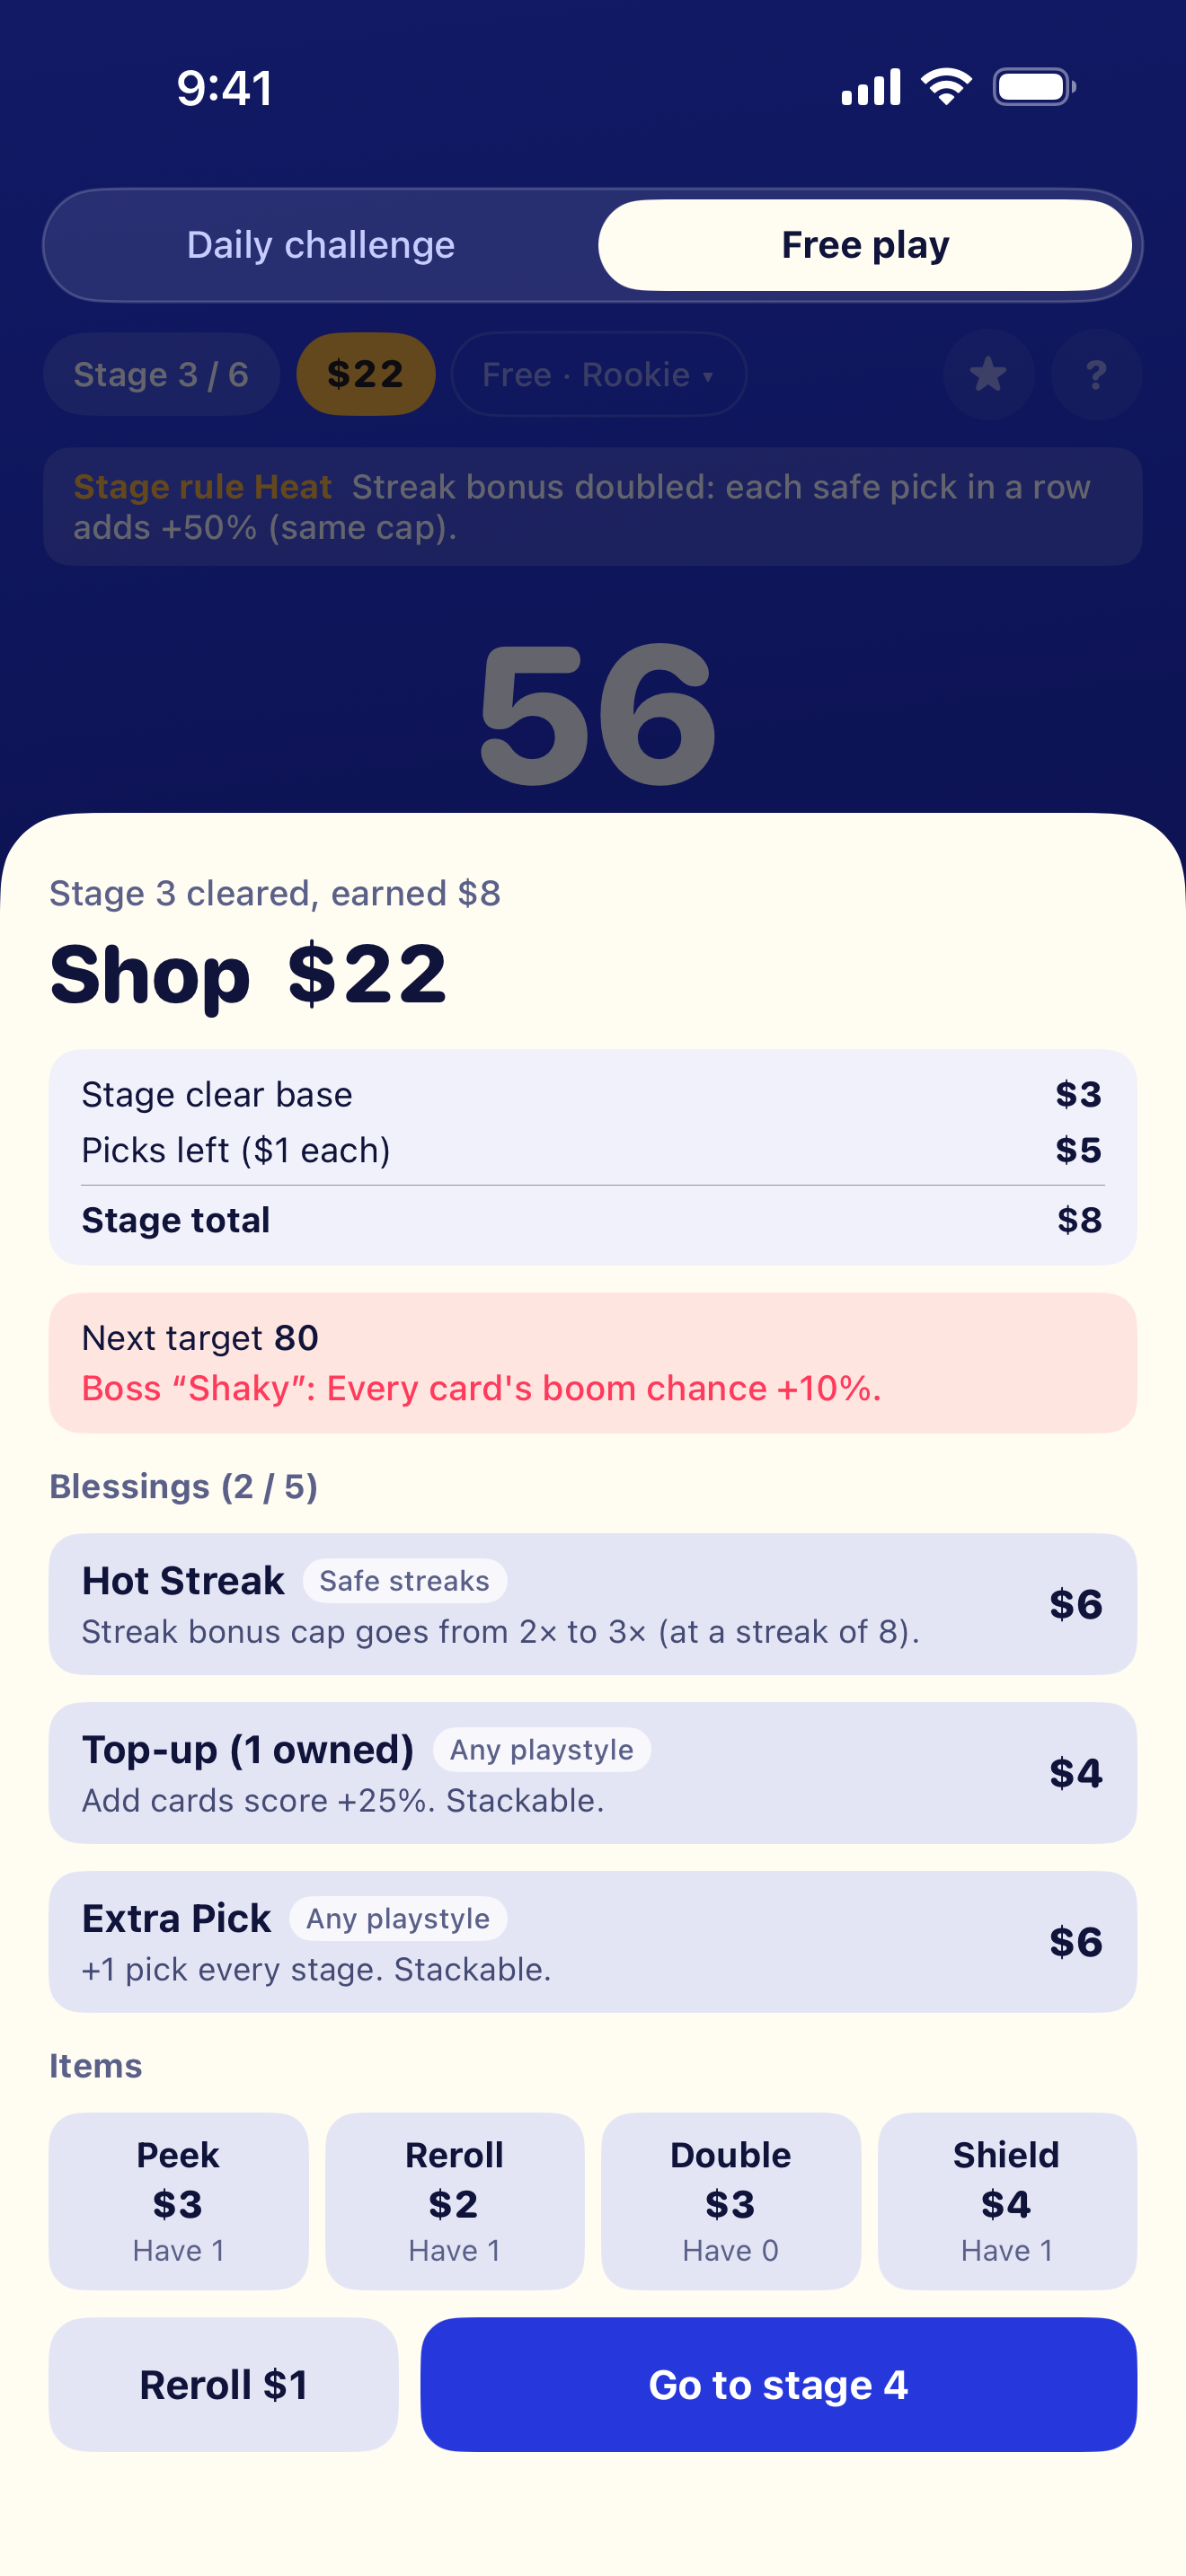 9:41
Daily challenge
Free play
Stage 3 / 6
$22
Free · Rookie ▾
?
Stage rule Heat Streak bonus doubled: each safe pick in a row
adds +50% (same cap).
56
Stage 3 cleared, earned $8
Shop $22
Stage clear base $3
Picks left ($1 each) $5
Stage total $8
Next target 80
Boss “Shaky”: Every card's boom chance +10%.
Blessings (2 / 5)
Hot Streak Safe streaks
Streak bonus cap goes from 2× to 3× (at a streak of 8).
$6
Top-up (1 owned) Any playstyle
Add cards score +25%. Stackable.
$4
Extra Pick Any playstyle
+1 pick every stage. Stackable.
$6
Items
Peek
$3
Have 1
Reroll
$2
Have 1
Double
$3
Have 0
Shield
$4
Have 1
Reroll $1
Go to stage 4